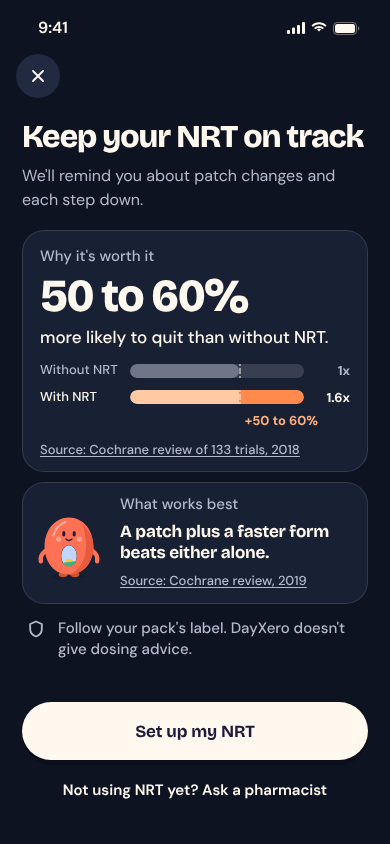 9:41
Keep your NRT on track
We'll remind you about patch changes and
each step down.
Why it's worth it
50 to 60%
more likely to quit than without NRT.
Without NRT 1x
With NRT 1.6x
+50 to 60%
Source: Cochrane review of 133 trials, 2018
What works best
A patch plus a faster form
beats either alone.
Source: Cochrane review, 2019
Follow your pack's label. DayXero doesn't
give dosing advice.
Set up my NRT
Not using NRT yet? Ask a pharmacist